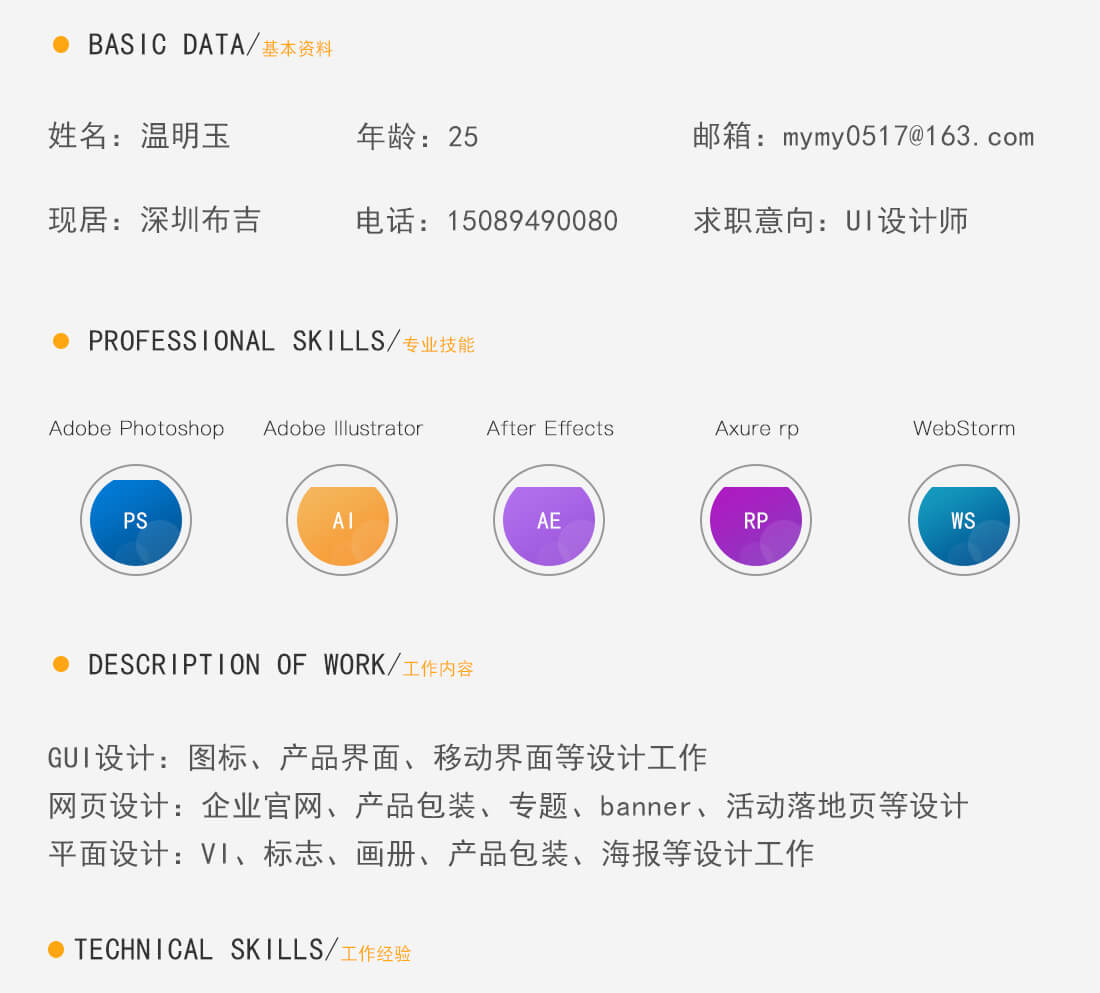 BASIC DATA/基本资料
姓名：温明玉 年龄：25 邮箱：mymy0517@163.com
现居：深圳布吉 电话：15089490080 求职意向：UI设计师
PROFESSIONAL SKILLS/专业技能
Adobe Photoshop Adobe Illustrator After Effects Axure rp WebStorm
PS AI AE RP WS
DESCRIPTION OF WORK/工作内容
GUI设计：图标、产品界面、移动界面等设计工作
网页设计：企业官网、产品包装、专题、banner、活动落地页等设计
平面设计：VI、标志、画册、产品包装、海报等设计工作
TECHNICAL SKILLS/工作经验